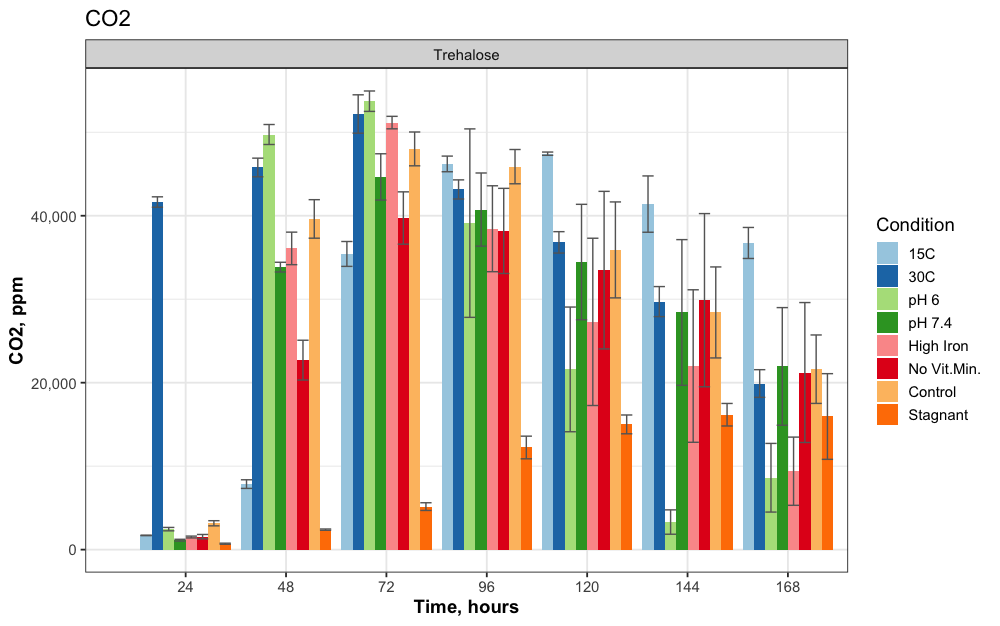 CO2
Trehalose
CO2, ppm
40,000
20,000
0
24 48 72 96 120 144 168
Time, hours
Condition
15C
30C
pH 6
pH 7.4
High Iron
No Vit.Min.
Control
Stagnant